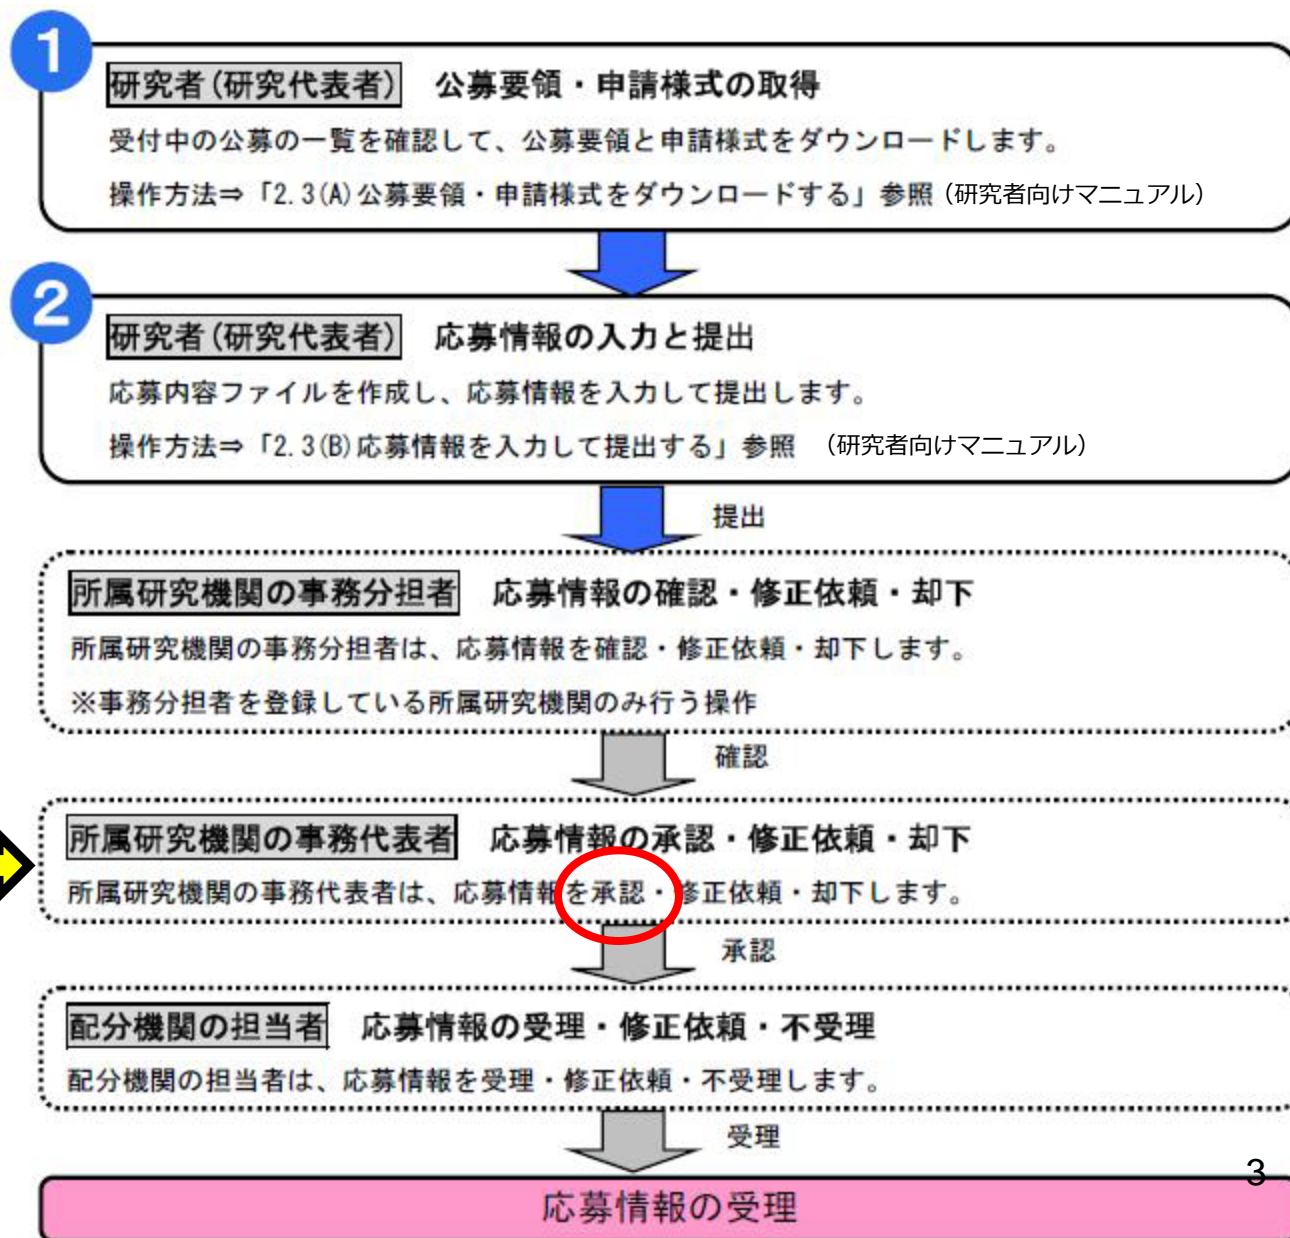 1
研究者(研究代表者) 公募要領・申請様式の取得
受付中の公募の一覧を確認して、公募要領と申請様式をダウンロードします。
操作方法⇒「2.3(A)公募要領・申請様式をダウンロードする」参照(研究者向けマニュアル)
2
研究者(研究代表者) 応募情報の入力と提出
応募内容ファイルを作成し、応募情報を入力して提出します。
操作方法⇒「2.3(B)応募情報を入力して提出する」参照 (研究者向けマニュアル)
提出
所属研究機関の事務分担者 応募情報の確認・修正依頼・却下
所属研究機関の事務分担者は、応募情報を確認・修正依頼・却下します。
※事務分担者を登録している所属研究機関のみ行う操作
確認
所属研究機関の事務代表者 応募情報の承認・修正依頼・却下
所属研究機関の事務代表者は、応募情報を承認・修正依頼・却下します。
承認
配分機関の担当者 応募情報の受理・修正依頼・不受理
配分機関の担当者は、応募情報を受理・修正依頼・不受理します。
受理
3
応募情報の受理